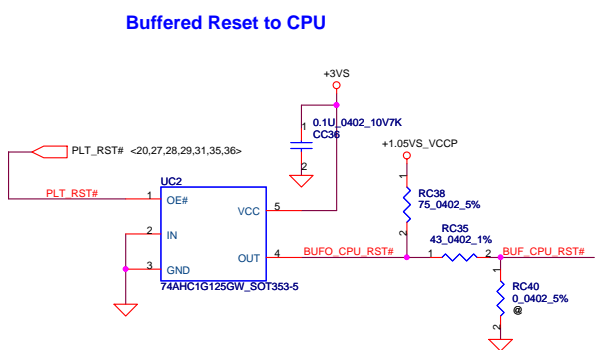 Buffered Reset to CPU
+3VS
1
0.1U_0402_10V7K
CC36
2
+1.05VS_VCCP
PLT_RST# <20,27,28,29,31,35,36>
UC2
PLT_RST#
1
OE#
VCC
5
2
IN
3
GND
OUT
4
74AHC1G125GW_SOT353-5
1
RC38
75_0402_5%
2
RC35
43_0402_1%
BUFO_CPU_RST#
1
2
BUF_CPU_RST#
1
RC40
0_0402_5%
@
2